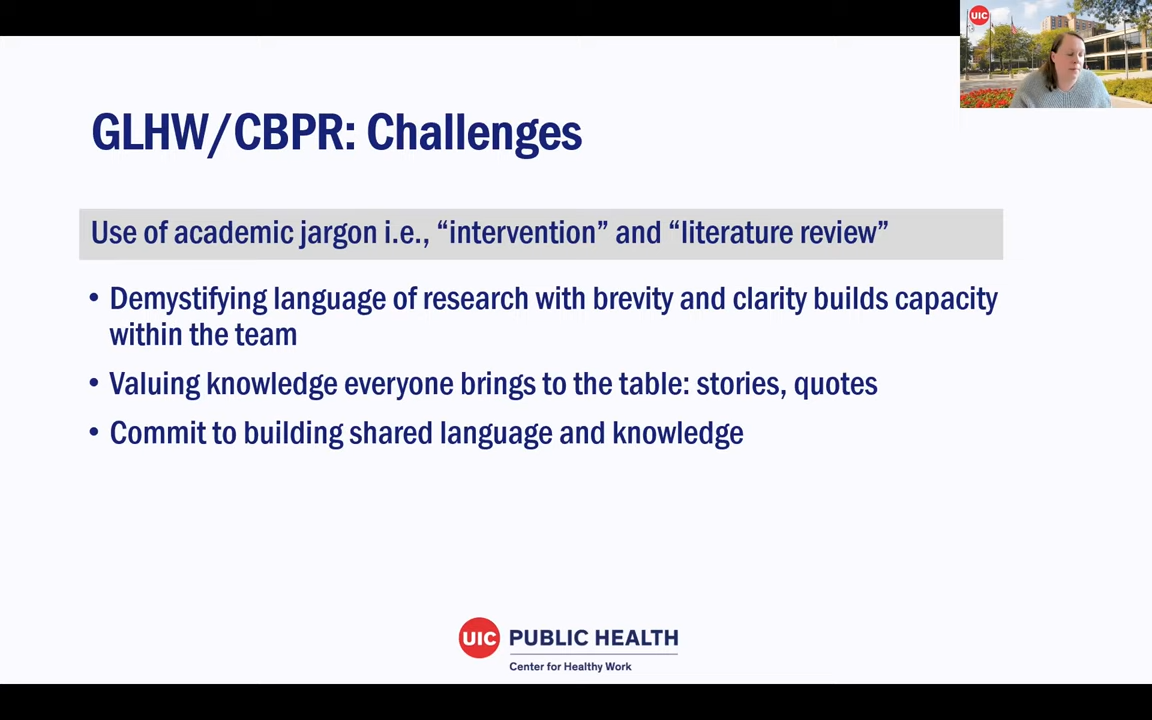 UIC
GLHW/CBPR: Challenges
Use of academic jargon i.e., “intervention” and “literature review”
• Demystifying language of research with brevity and clarity builds capacity
within the team
• Valuing knowledge everyone brings to the table: stories, quotes
• Commit to building shared language and knowledge
UIC PUBLIC HEALTH
Center for Healthy Work